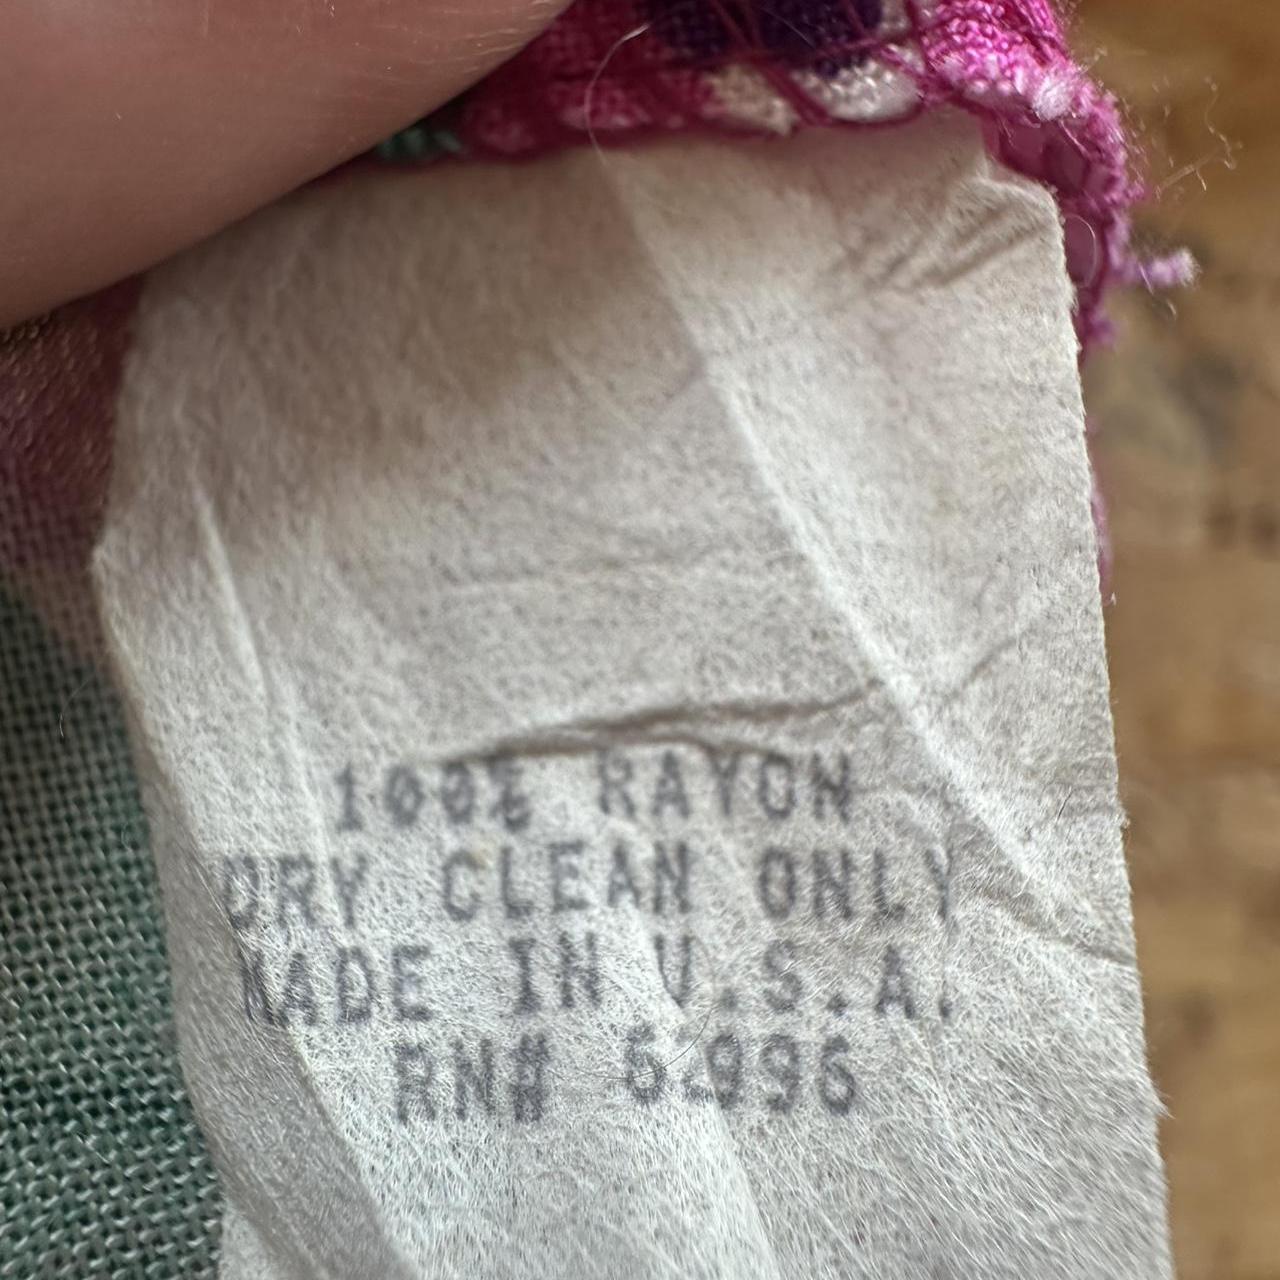 100% RAYON
DRY CLEAN ONLY
MADE IN U.S.A.
RN#